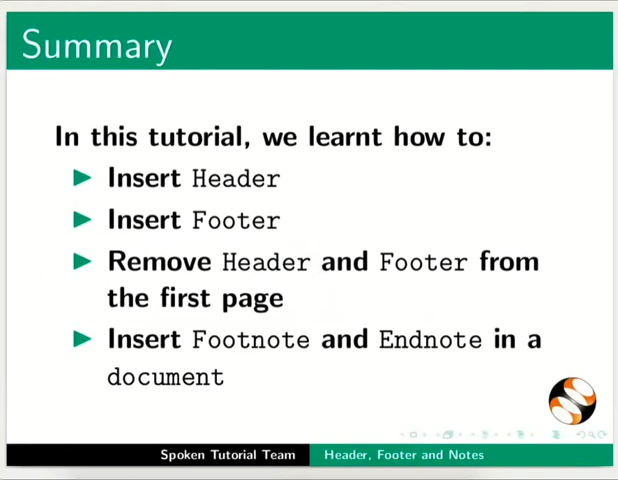 Summary
In this tutorial, we learnt how to:
Insert Header
Insert Footer
Remove Header and Footer from
the first page
Insert Footnote and Endnote in a
document
Spoken Tutorial Team Header, Footer and Notes